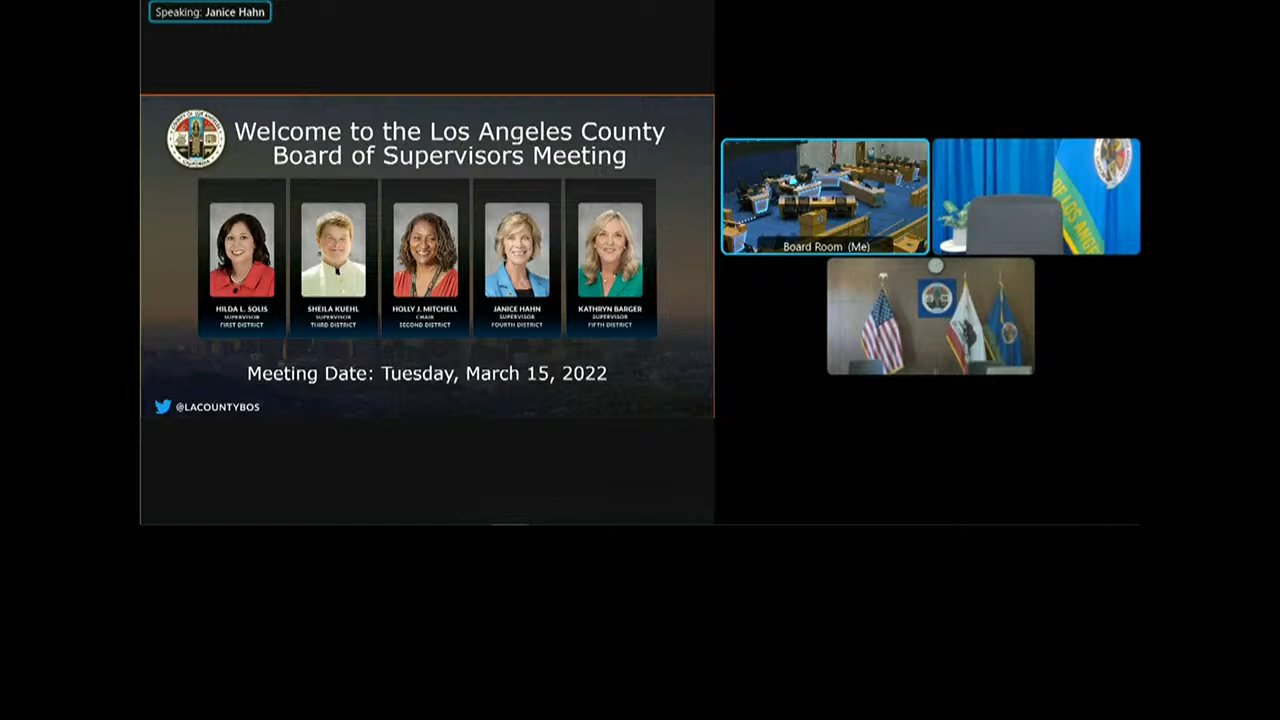 Speaking: Janice Hahn
Welcome to the Los Angeles County
Board of Supervisors Meeting
HILDA L. SOLIS
SUPERVISOR
FIRST DISTRICT
SHEILA KUEHL
SUPERVISOR
THIRD DISTRICT
HOLLY J. MITCHELL
CHAIR
SECOND DISTRICT
JANICE HAHN
SUPERVISOR
FOURTH DISTRICT
KATHRYN BARGER
SUPERVISOR
FIFTH DISTRICT
Meeting Date: Tuesday, March 15, 2022
@LACOUNTYBOS
Board Room (Me)